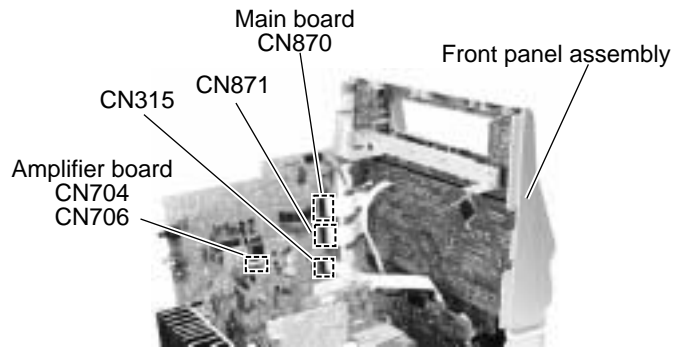 Main board
CN870
Front panel assembly
CN871
CN315
Amplifier board
CN704
CN706